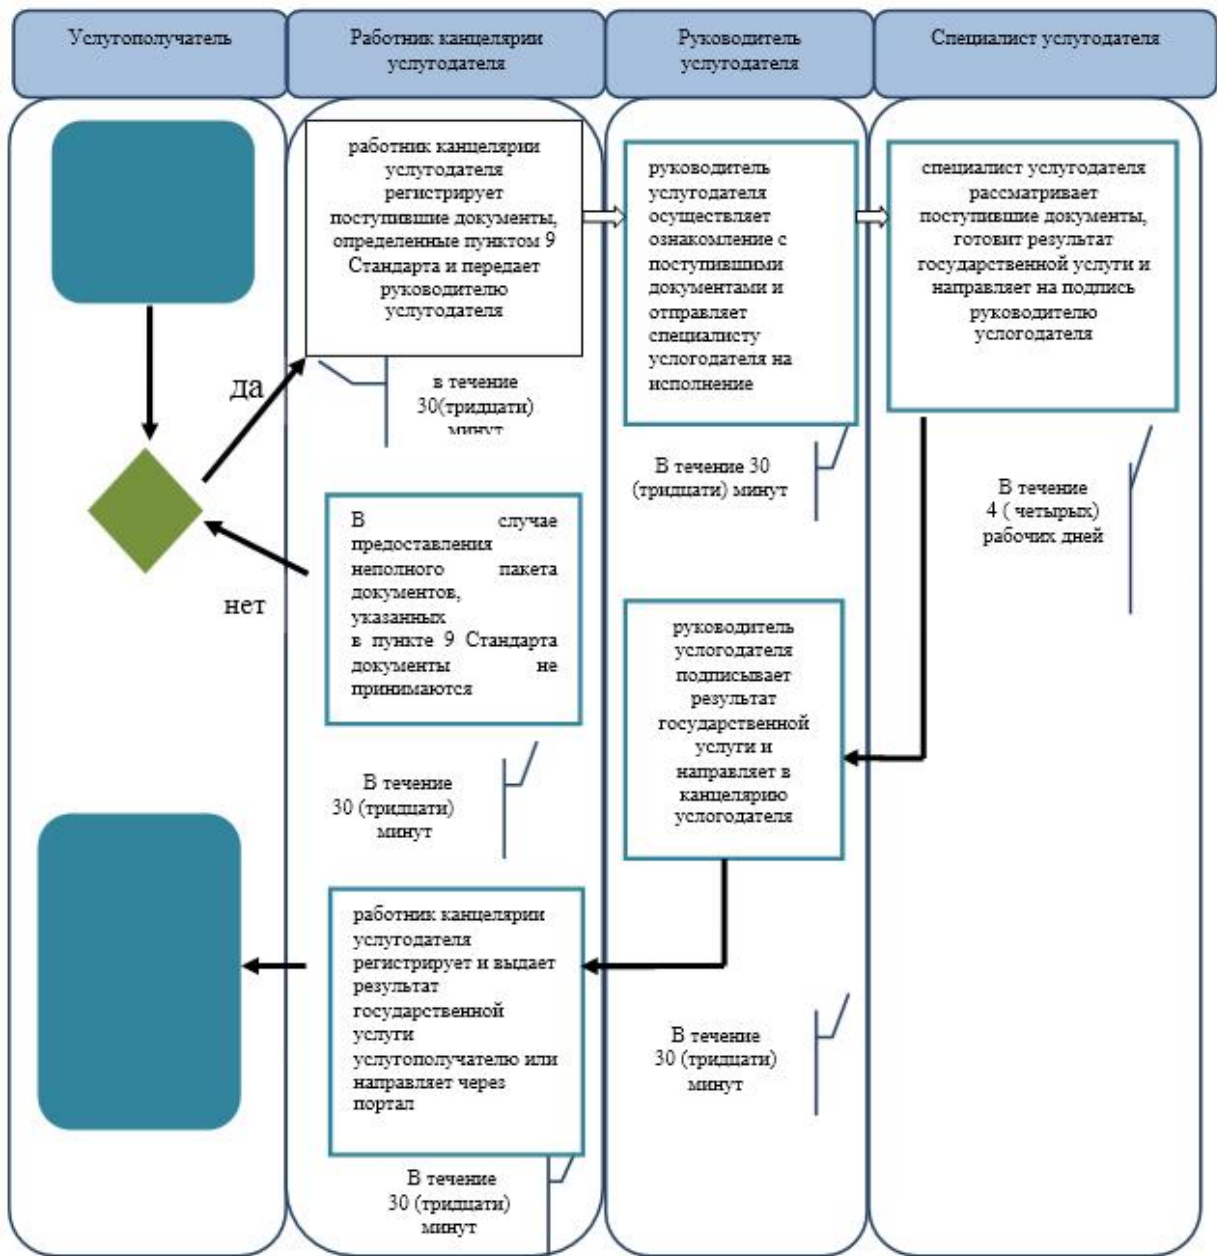 Услугополучатель
Работник канцелярии
услугодателя
Руководитель
услугодателя
Специалист услугодателя
работник канцелярии
услугодателя
регистрирует
поступившие документы,
определенные пунктом 9
Стандарта и передает
руководителю
услугодателя
руководитель
услугодателя
осуществляет
ознакомление с
поступившими
документами и
отправляет
специалисту
услогодателя на
исполнение
специалист услугодателя
рассматривает
поступившие документы,
готовит результат
государственной услуги и
направляет на подпись
руководителю
услогодателя
да
в течение
30(тридцати)
минут
В течение 30
(тридцати) минут
В течение
4 ( четырых)
рабочих дней
нет
В случае
предоставления
неполного пакета
документов,
указанных
в пункте 9 Стандарта
документы не
принимаются
руководитель
услогодателя
подписывает
результат
государственной
услуги и
направляет в
канцелярию
услогодателя
В течение
30 (тридцати)
минут
работник канцелярии
услугодателя
регистрирует и выдает
результат
государственной
услуги
услугополучателю или
направляет через
портал
В течение
30 (тридцати)
минут
В течение
30 (тридцати)
минут